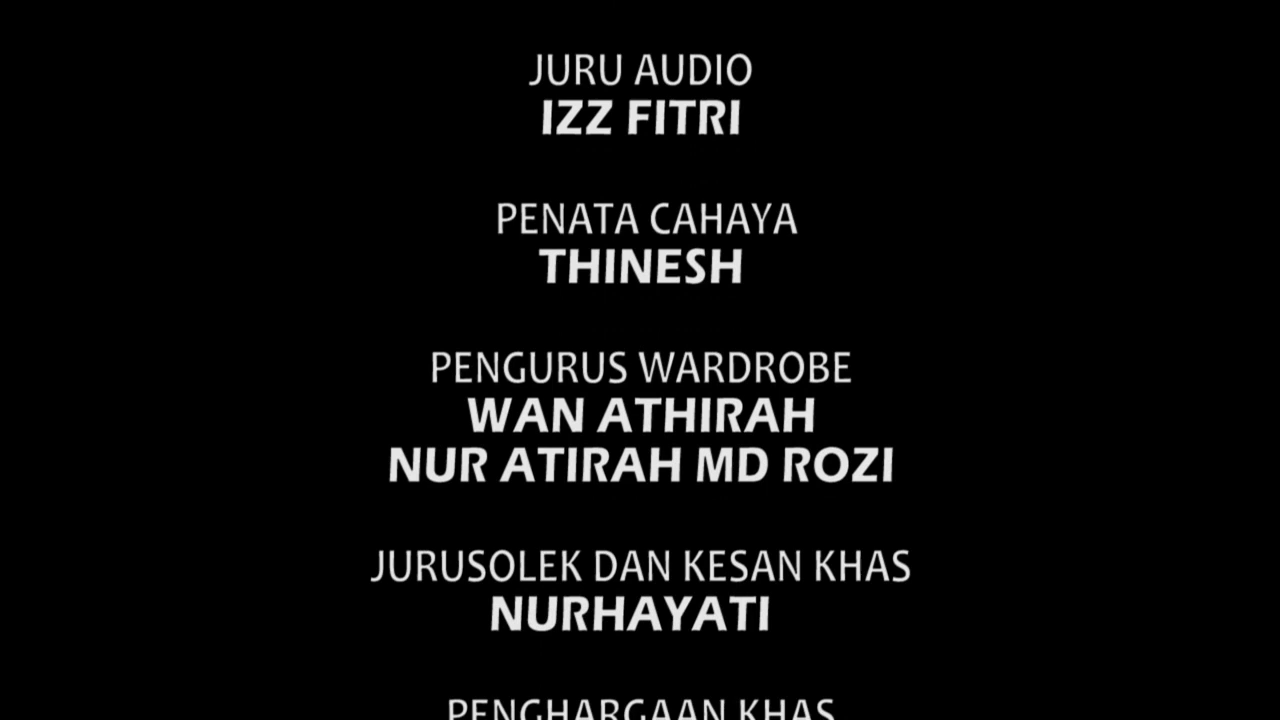 JURU AUDIO
IZZ FITRI
PENATA CAHAYA
THINESH
PENGURUS WARDROBE
WAN ATHIRAH
NUR ATIRAH MD ROZI
JURUSOLEK DAN KESAN KHAS
NURHAYATI
PENGHARGAAN KHAS